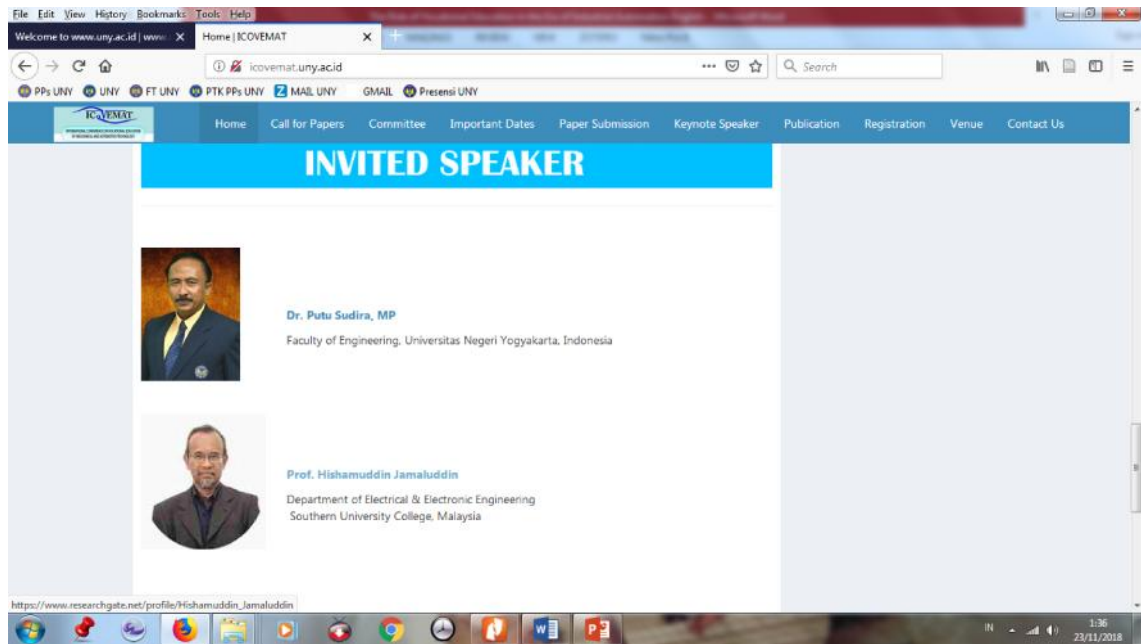 File Edit View History Bookmarks Tools Help
Welcome to www.uny.ac.id | www
Home | ICOVEMAT
icovemat.uny.ac.id
Search
PPs UNY UNY FT UNY PTK PPs UNY MAIL UNY GMAIL Presensi UNY
ICoVEMAT
Home Call for Papers Committee Important Dates Paper Submission Keynote Speaker Publication Registration Venue Contact Us
INVITED SPEAKER
Dr. Putu Sudira, MP
Faculty of Engineering, Universitas Negeri Yogyakarta, Indonesia
Prof. Hishamuddin Jamaluddin
Department of Electrical & Electronic Engineering
Southern University College, Malaysia
https://www.researchgate.net/profile/Hishamuddin_Jamaluddin
IN
1:36
23/11/2018